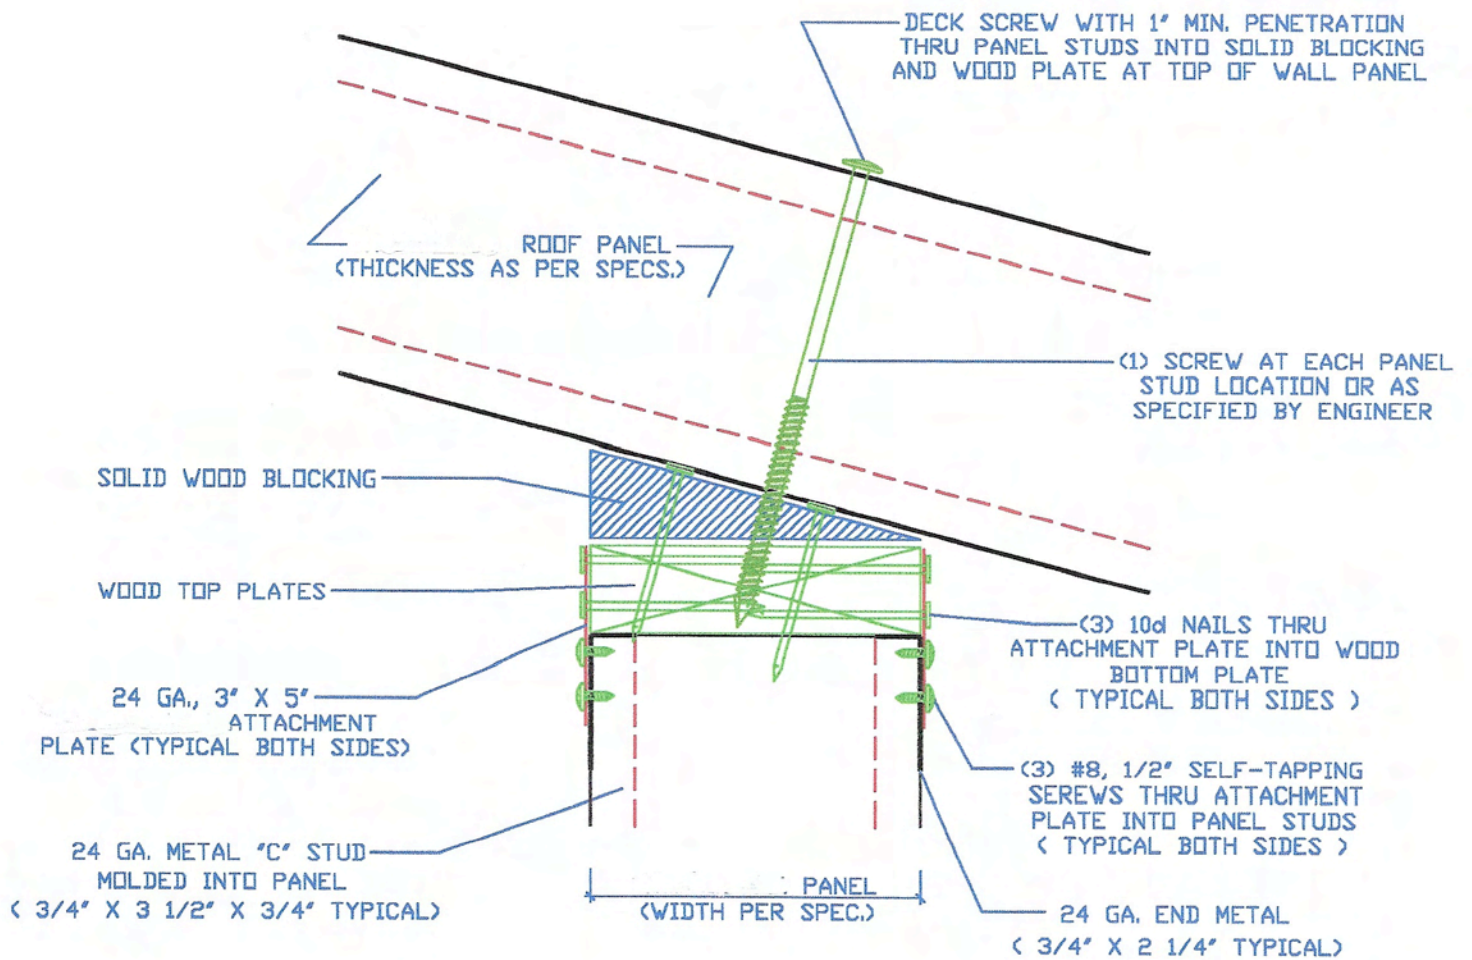 DECK SCREW WITH 1" MIN. PENETRATION
THRU PANEL STUDS INTO SOLID BLOCKING
AND WOOD PLATE AT TOP OF WALL PANEL
ROOF PANEL
(THICKNESS AS PER SPECS.)
(1) SCREW AT EACH PANEL
STUD LOCATION OR AS
SPECIFIED BY ENGINEER
SOLID WOOD BLOCKING
WOOD TOP PLATES
(3) 10d NAILS THRU
ATTACHMENT PLATE INTO WOOD
BOTTOM PLATE
( TYPICAL BOTH SIDES )
24 GA., 3" X 5"
ATTACHMENT
PLATE (TYPICAL BOTH SIDES)
(3) #8, 1/2" SELF-TAPPING
SEREWS THRU ATTACHMENT
PLATE INTO PANEL STUDS
( TYPICAL BOTH SIDES )
24 GA. METAL "C" STUD
MOLDED INTO PANEL
( 3/4" X 3 1/2" X 3/4" TYPICAL)
PANEL
(WIDTH PER SPEC.)
24 GA. END METAL
( 3/4" X 2 1/4" TYPICAL)